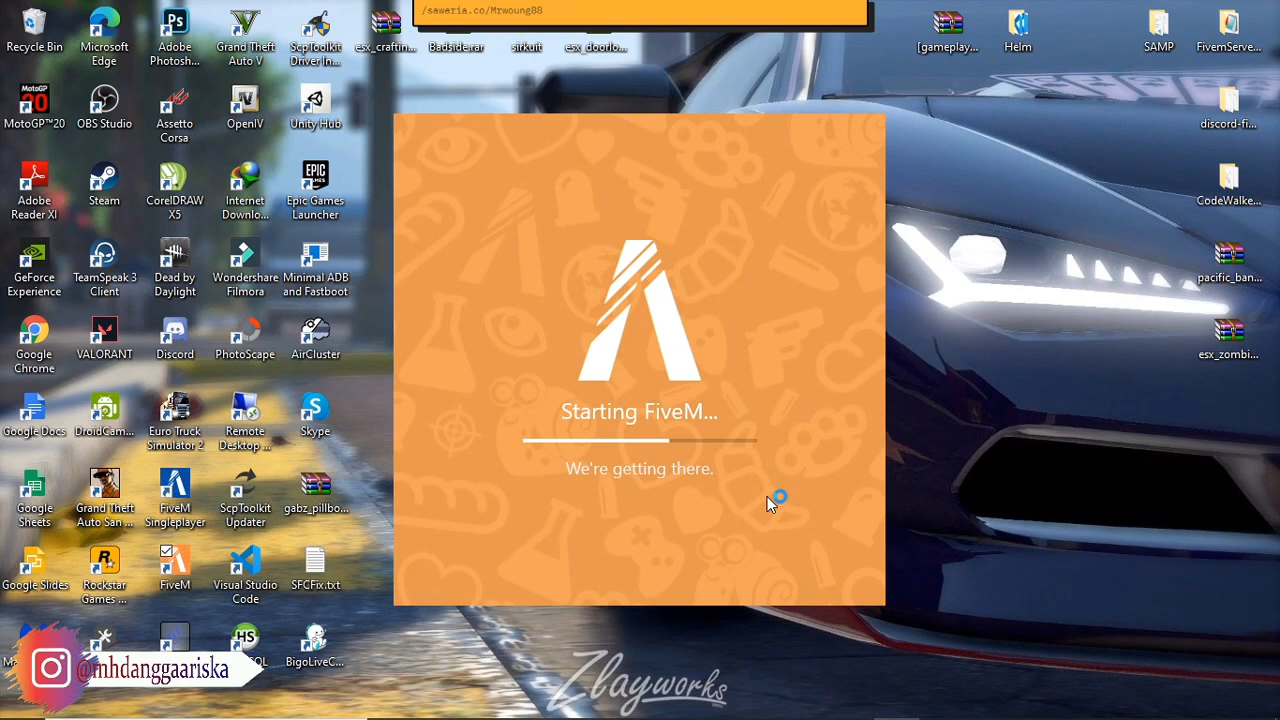 /saweria.co/Mrwoung88
Recycle Bin
Microsoft
Edge
Adobe
Photosh...
Grand Theft
Auto V
ScpToolkit
Driver In...
esx_craftin...
Badside.rar
sirkuit
esx_doorlo...
[gameplay...
Helm
SAMP
FivemServe...
MotoGP™20
OBS Studio
Assetto
Corsa
OpenIV
Unity Hub
discord-fi...
Adobe
Reader XI
Steam
CorelDRAW
X5
Internet
Downlo...
Epic Games
Launcher
CodeWalke...
GeForce
Experience
TeamSpeak 3
Client
Dead by
Daylight
Wondershare
Filmora
Minimal ADB
and Fastboot
pacific_ban...
Google
Chrome
VALORANT
Discord
PhotoScape
AirCluster
esx_zombi...
Starting FiveM...
We're getting there.
Google Docs
DroidCam...
Euro Truck
Simulator 2
Remote
Desktop ...
Skype
Google
Sheets
Grand Theft
Auto San ...
FiveM
Singleplayer
ScpToolkit
Updater
gabz_pillbo...
Google Slides
Rockstar
Games ...
FiveM
Visual Studio
Code
SFCFix.txt
BigoLiveC...
@mhdanggaariska
Zlayworks